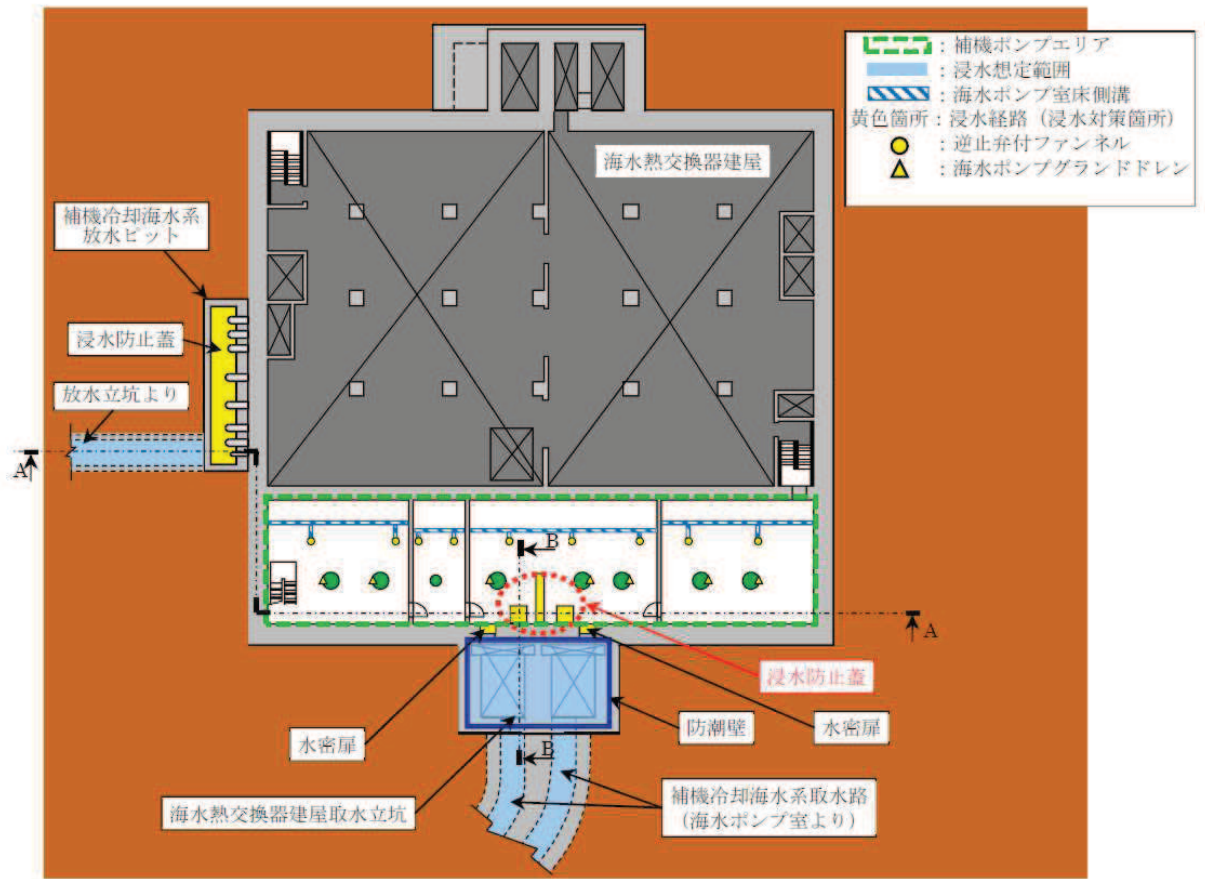 ：補機ポンプエリア
：浸水想定範囲
：海水ポンプ室床側溝
黄色箇所：浸水経路（浸水対策箇所）
：逆止弁付ファンネル
：海水ポンプグランドドレン
海水熱交換器建屋
補機冷却海水系
放水ピット
浸水防止蓋
放水立坑より
A
B
A
浸水防止蓋
水密扉
防潮壁
水密扉
B
海水熱交換器建屋取水立坑
補機冷却海水系取水路
（海水ポンプ室より）